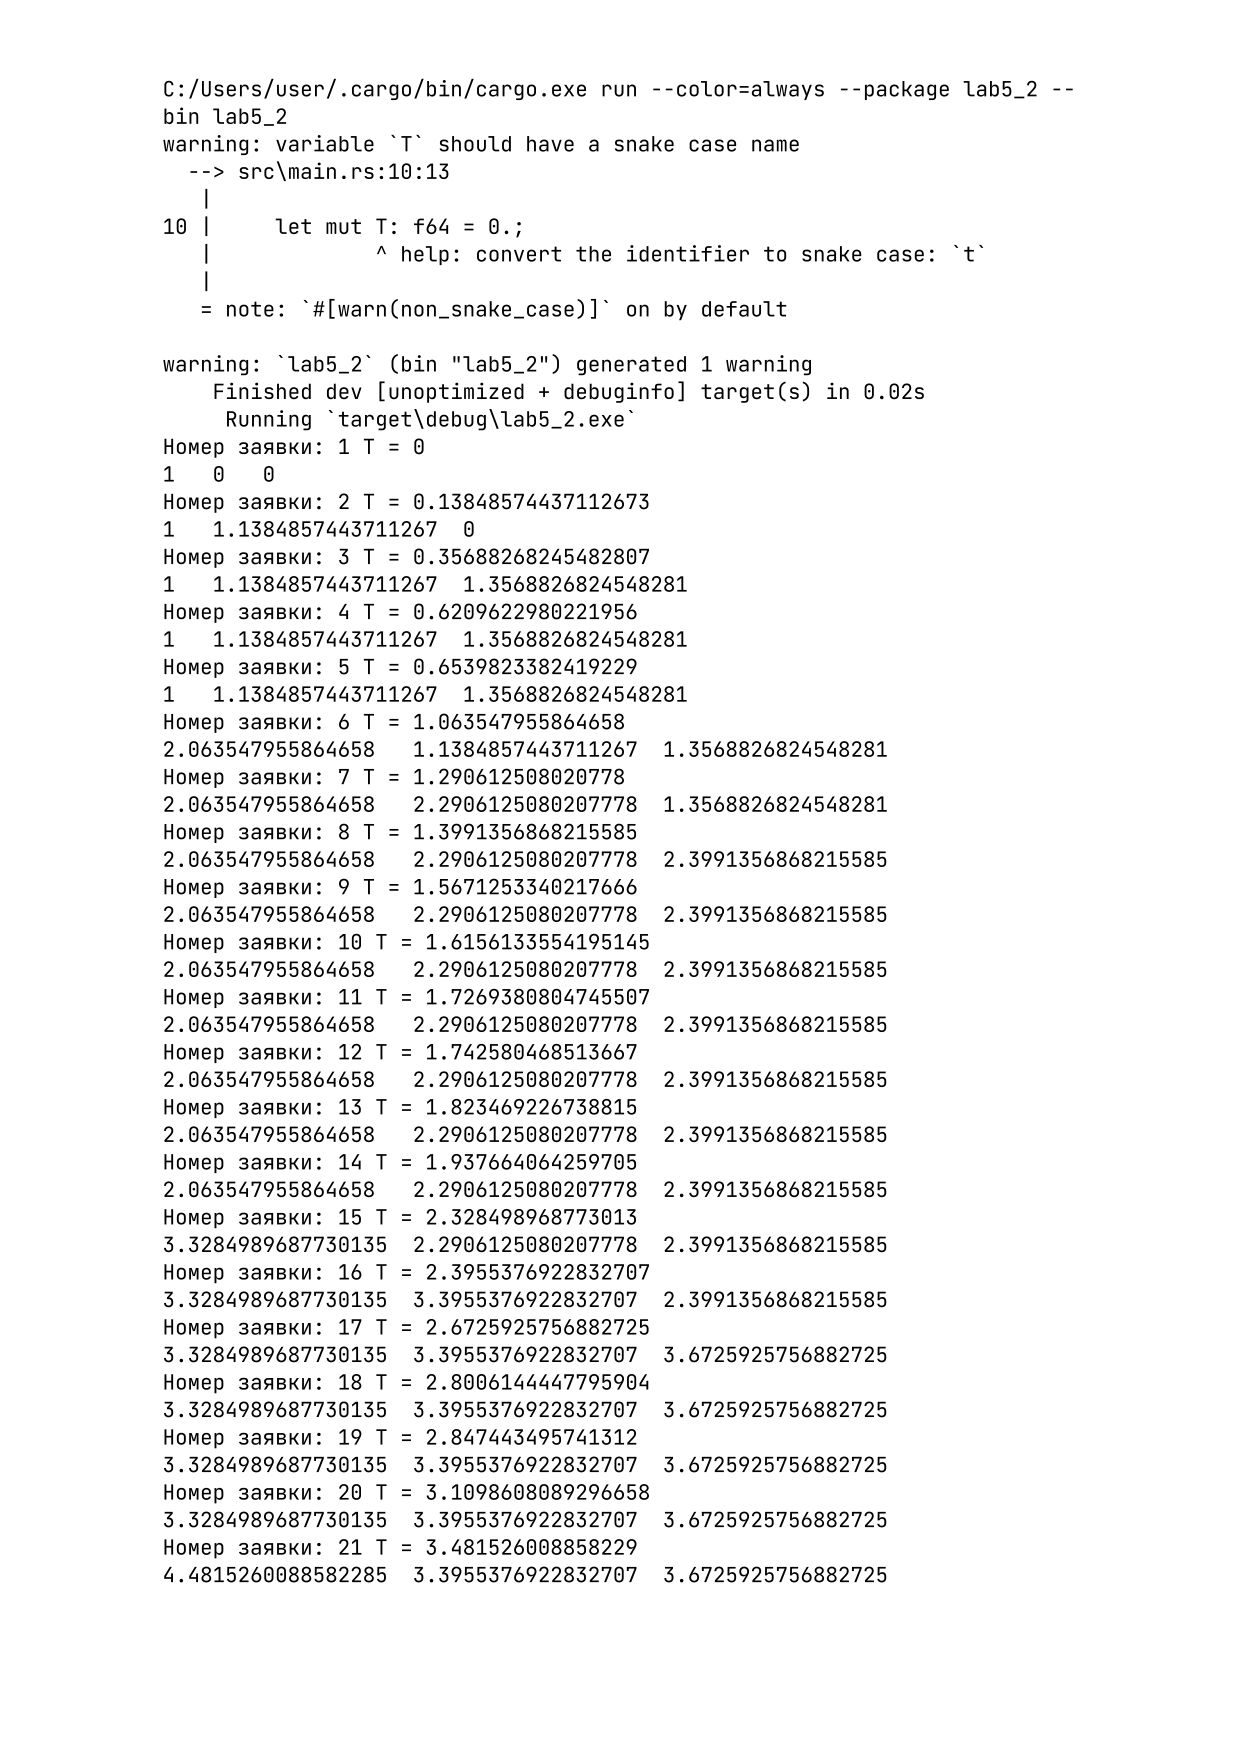 C:/Users/user/.cargo/bin/cargo.exe run --color=always --package lab5_2 --
bin lab5_2
warning: variable `T` should have a snake case name
  --> src\main.rs:10:13
   |
10 |     let mut T: f64 = 0.;
   |             ^ help: convert the identifier to snake case: `t`
   |
   = note: `#[warn(non_snake_case)]` on by default

warning: `lab5_2` (bin "lab5_2") generated 1 warning
    Finished dev [unoptimized + debuginfo] target(s) in 0.02s
     Running `target\debug\lab5_2.exe`
Номер заявки: 1 T = 0
1   0   0
Номер заявки: 2 T = 0.13848574437112673
1   1.1384857443711267  0
Номер заявки: 3 T = 0.35688268245482807
1   1.1384857443711267  1.3568826824548281
Номер заявки: 4 T = 0.6209622980221956
1   1.1384857443711267  1.3568826824548281
Номер заявки: 5 T = 0.6539823382419229
1   1.1384857443711267  1.3568826824548281
Номер заявки: 6 T = 1.063547955864658
2.063547955864658   1.1384857443711267  1.3568826824548281
Номер заявки: 7 T = 1.290612508020778
2.063547955864658   2.2906125080207778  1.3568826824548281
Номер заявки: 8 T = 1.3991356868215585
2.063547955864658   2.2906125080207778  2.3991356868215585
Номер заявки: 9 T = 1.5671253340217666
2.063547955864658   2.2906125080207778  2.3991356868215585
Номер заявки: 10 T = 1.6156133554195145
2.063547955864658   2.2906125080207778  2.3991356868215585
Номер заявки: 11 T = 1.7269380804745507
2.063547955864658   2.2906125080207778  2.3991356868215585
Номер заявки: 12 T = 1.742580468513667
2.063547955864658   2.2906125080207778  2.3991356868215585
Номер заявки: 13 T = 1.823469226738815
2.063547955864658   2.2906125080207778  2.3991356868215585
Номер заявки: 14 T = 1.937664064259705
2.063547955864658   2.2906125080207778  2.3991356868215585
Номер заявки: 15 T = 2.328498968773013
3.3284989687730135  2.2906125080207778  2.3991356868215585
Номер заявки: 16 T = 2.3955376922832707
3.3284989687730135  3.3955376922832707  2.3991356868215585
Номер заявки: 17 T = 2.6725925756882725
3.3284989687730135  3.3955376922832707  3.6725925756882725
Номер заявки: 18 T = 2.8006144447795904
3.3284989687730135  3.3955376922832707  3.6725925756882725
Номер заявки: 19 T = 2.847443495741312
3.3284989687730135  3.3955376922832707  3.6725925756882725
Номер заявки: 20 T = 3.1098608089296658
3.3284989687730135  3.3955376922832707  3.6725925756882725
Номер заявки: 21 T = 3.481526008858229
4.4815260088582285  3.3955376922832707  3.6725925756882725